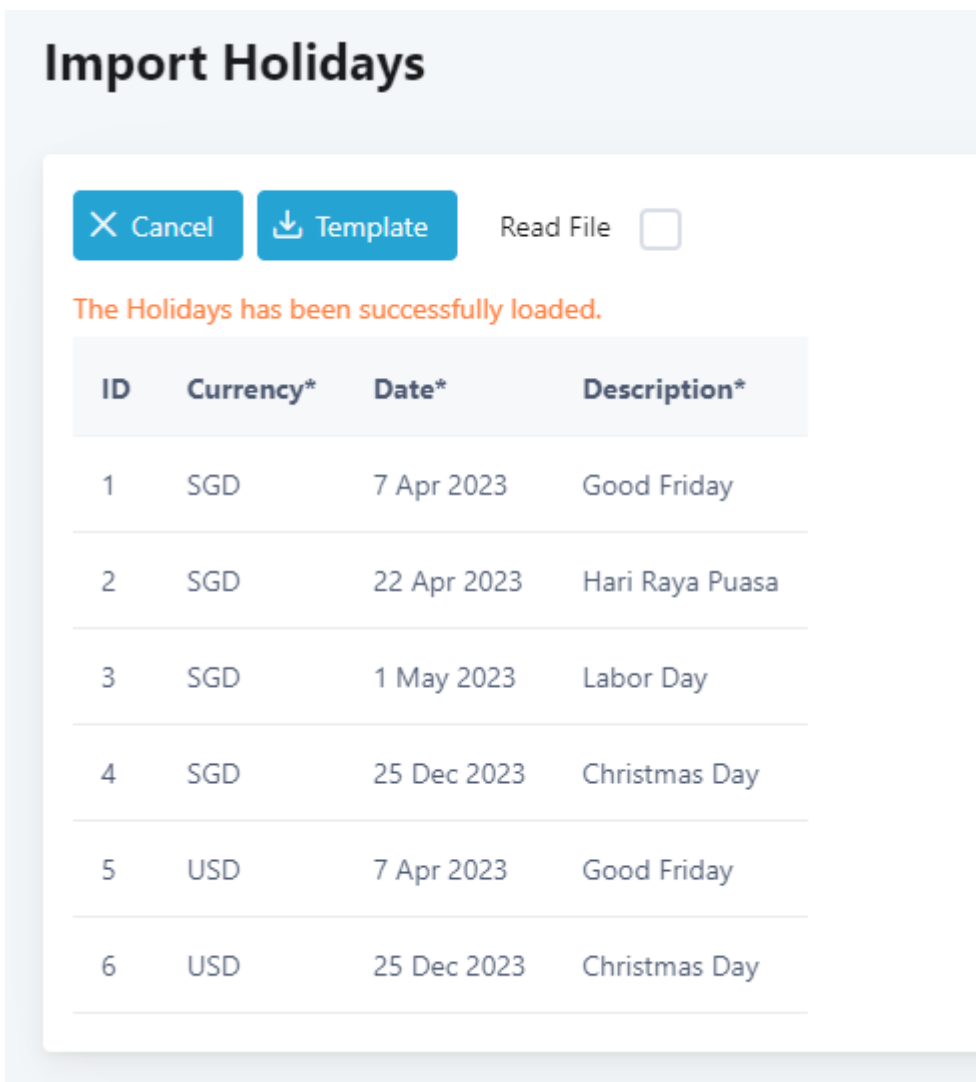 Import Holidays
Cancel Template Read File
The Holidays has been successfully loaded.
ID Currency* Date* Description*
1 SGD 7 Apr 2023 Good Friday
2 SGD 22 Apr 2023 Hari Raya Puasa
3 SGD 1 May 2023 Labor Day
4 SGD 25 Dec 2023 Christmas Day
5 USD 7 Apr 2023 Good Friday
6 USD 25 Dec 2023 Christmas Day